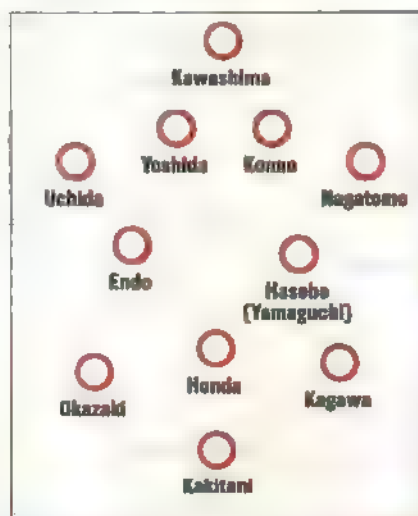 Kawashima
Yoshida Konno
Uchida Nagatomo
Endo Hasebe
(Yamaguchi)
Honda
Okazaki Kagawa
Kakitani